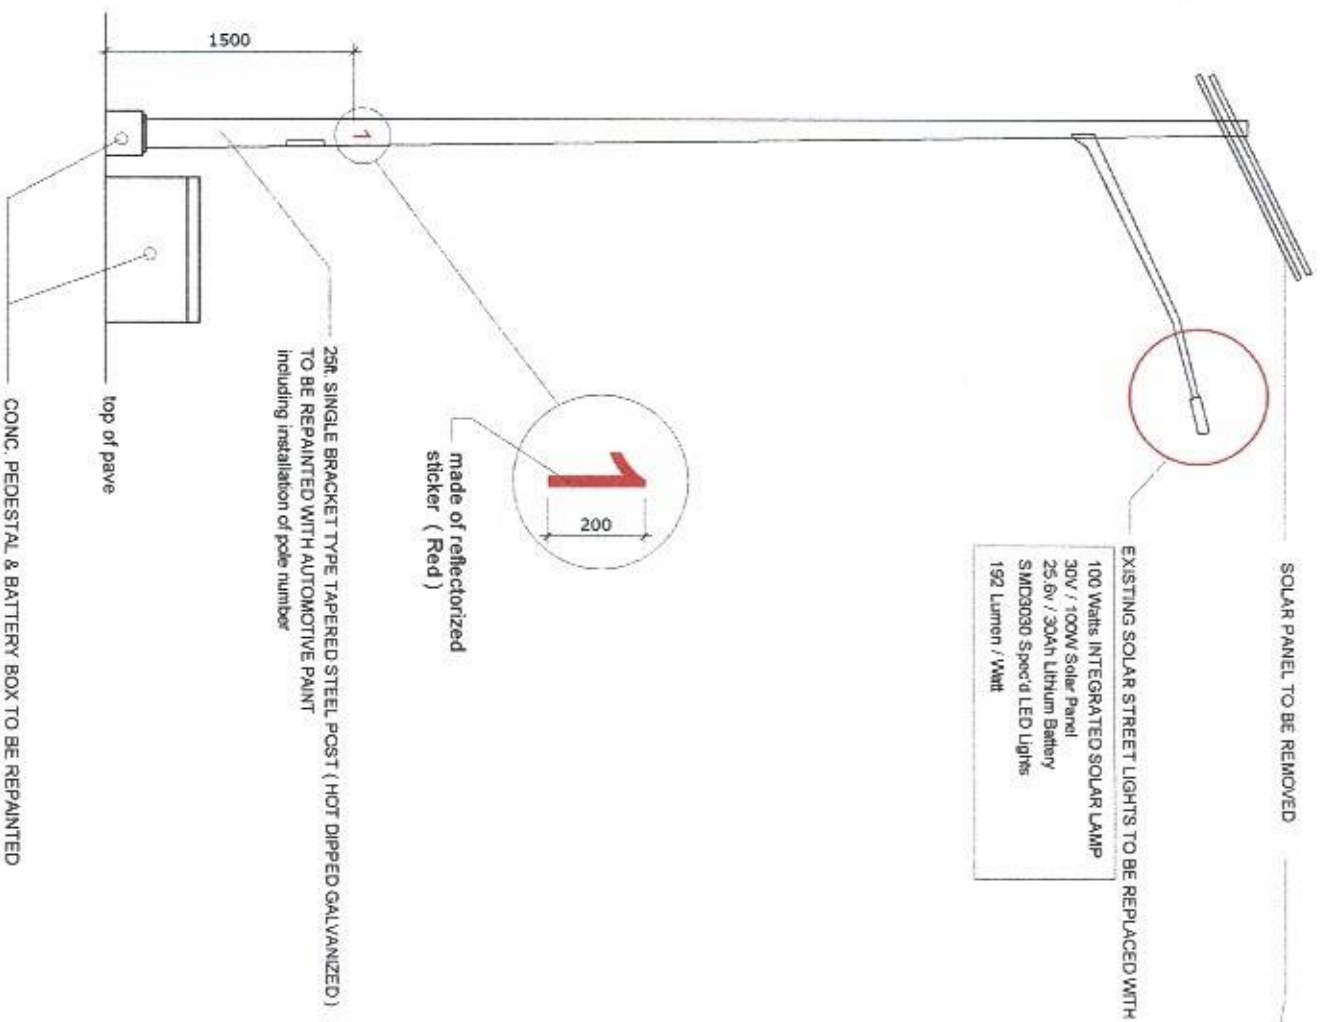 SOLAR PANEL TO BE REMOVED
EXISTING SOLAR STREET LIGHTS TO BE REPLACED WITH
100 Watts INTEGRATED SOLAR LAMP
30V / 100W Solar Panel
25.6v / 30Ah Lithium Battery
SMD3030 Spec'd LED Lights
192 Lumen / Watt
1
200
made of reflectorized
sticker ( Red )
1
1500
25ft. SINGLE BRACKET TYPE TAPERED STEEL POST ( HOT DIPPED GALVANIZED )
TO BE REPAINTED WITH AUTOMOTIVE PAINT
including installation of pole number
top of pave
CONC. PEDESTAL & BATTERY BOX TO BE REPAINTED